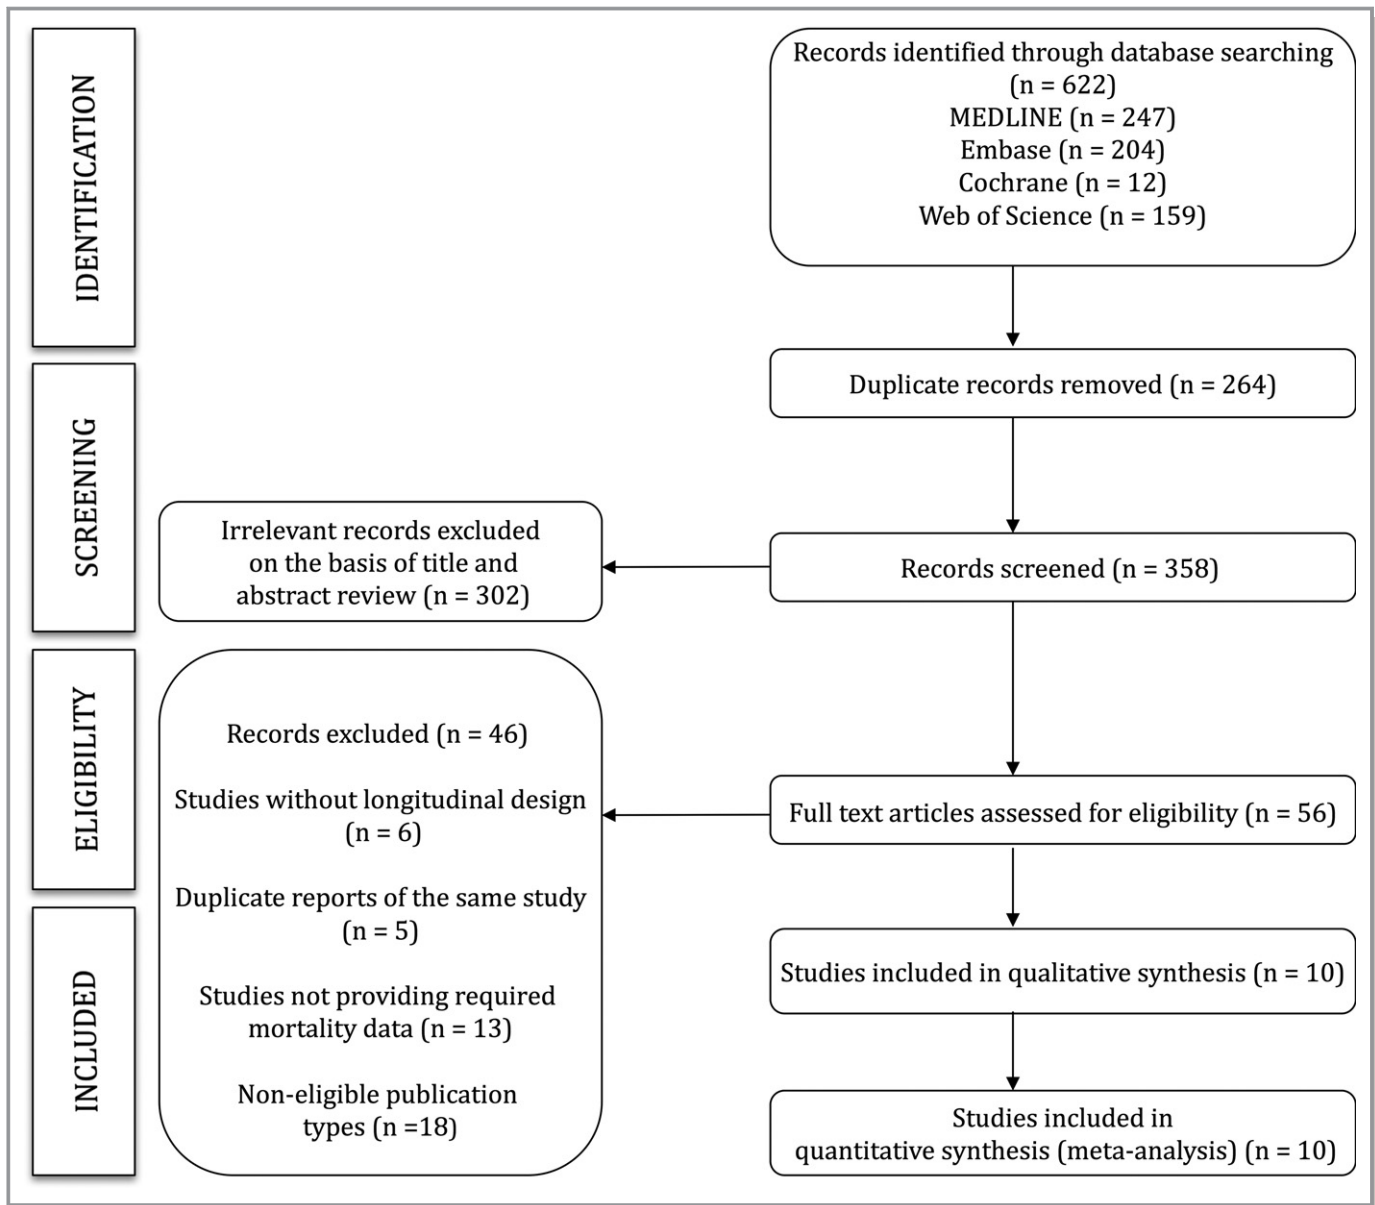 IDENTIFICATION
Records identified through database searching
(n = 622)
MEDLINE (n = 247)
Embase (n = 204)
Cochrane (n = 12)
Web of Science (n = 159)
SCREENING
Duplicate records removed (n = 264)
Irrelevant records excluded
on the basis of title and
abstract review (n = 302)
Records screened (n = 358)
ELIGIBILITY
Records excluded (n = 46)
Studies without longitudinal design
(n = 6)
Duplicate reports of the same study
(n = 5)
Studies not providing required
mortality data (n = 13)
Non-eligible publication
types (n =18)
Full text articles assessed for eligibility (n = 56)
INCLUDED
Studies included in qualitative synthesis (n = 10)
Studies included in
quantitative synthesis (meta-analysis) (n = 10)